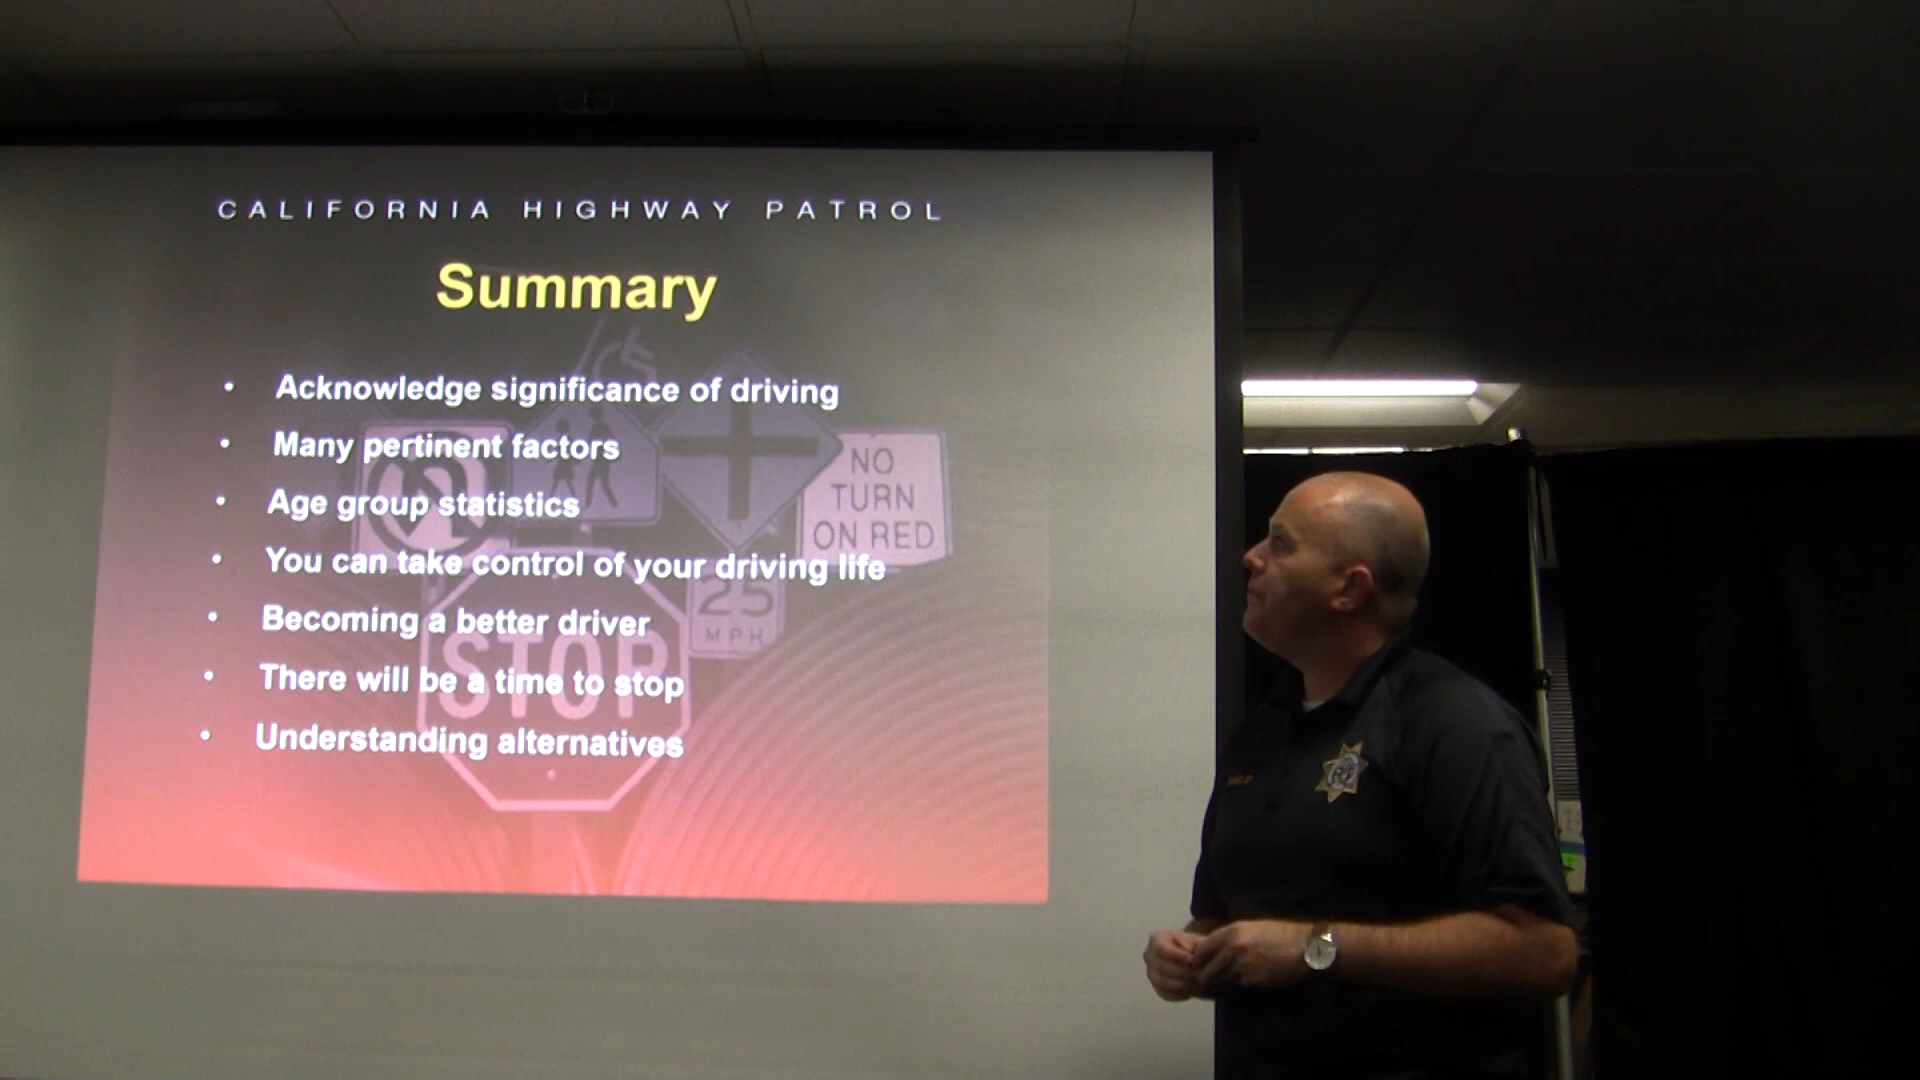 CALIFORNIA HIGHWAY PATROL
Summary
• Acknowledge significance of driving
• Many pertinent factors
• Age group statistics
• You can take control of your driving life
• Becoming a better driver
• There will be a time to stop
• Understanding alternatives
NO
TURN
ON RED
25
MPH
STOP